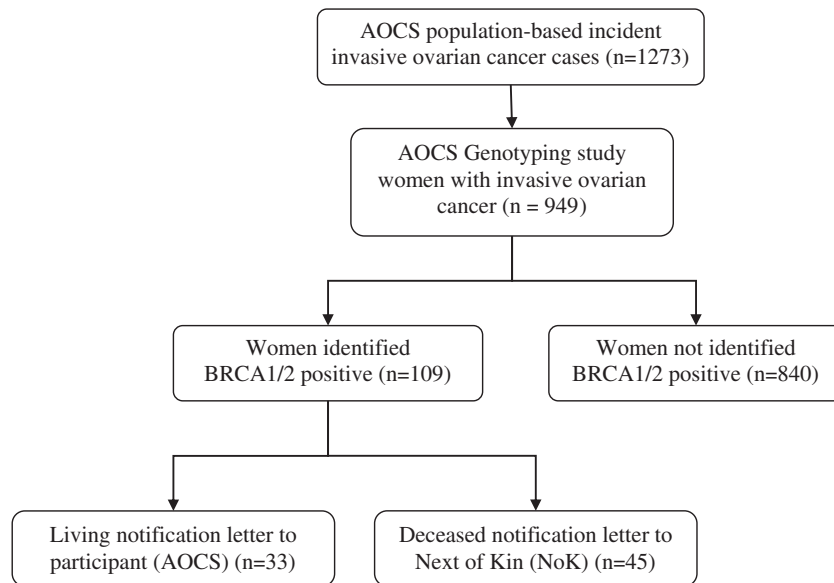 AOCS population-based incident
invasive ovarian cancer cases (n=1273)
AOCS Genotyping study
women with invasive ovarian
cancer (n = 949)
Women identified
BRCA1/2 positive (n=109)
Women not identified
BRCA1/2 positive (n=840)
Living notification letter to
participant (AOCS) (n=33)
Deceased notification letter to
Next of Kin (NoK) (n=45)